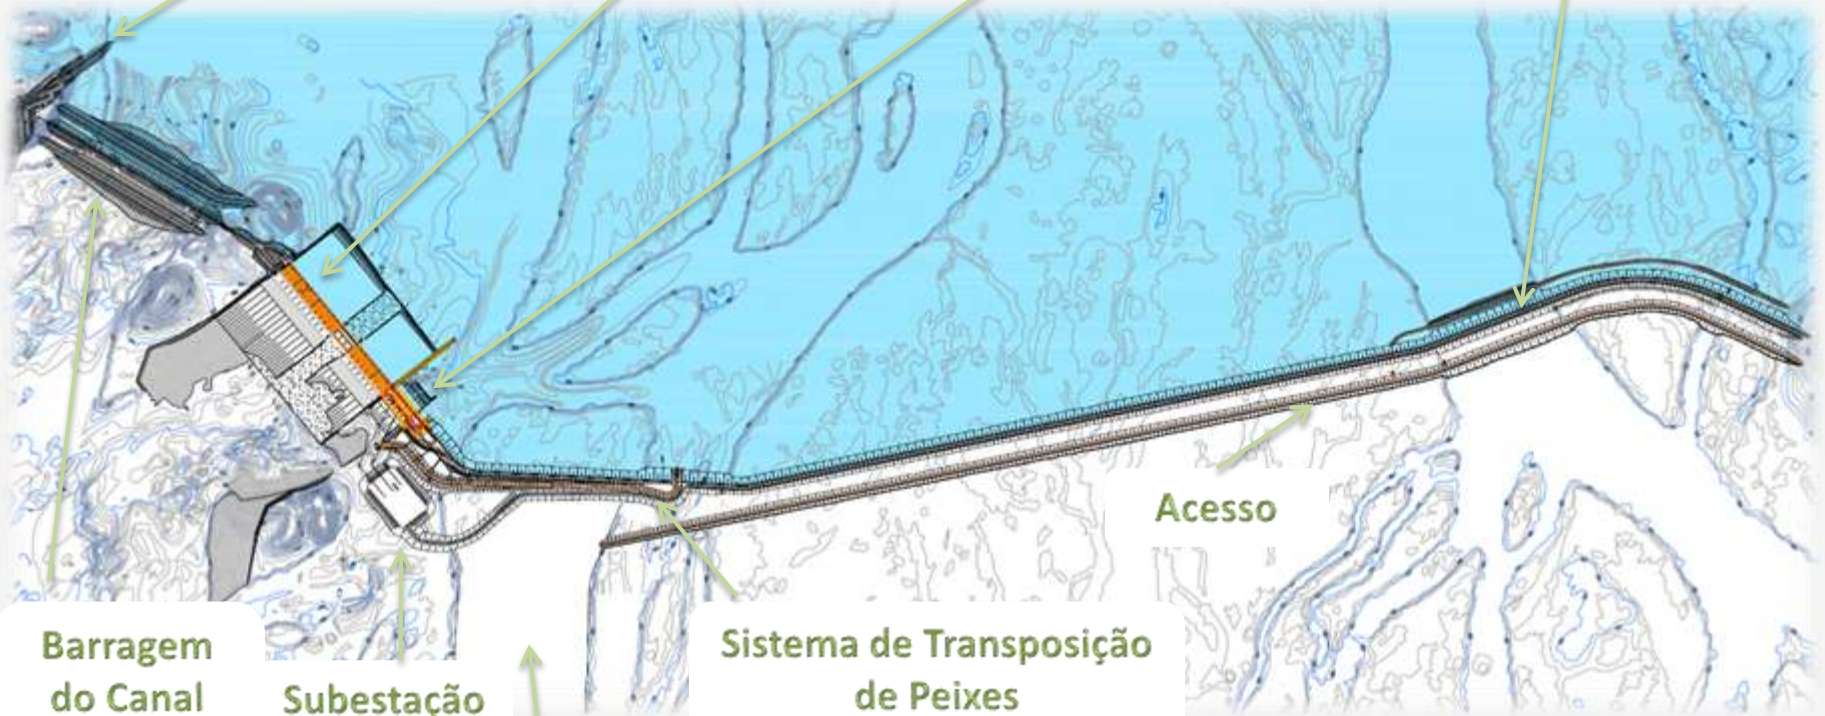 Acesso
Barragem
do Canal
Subestação
Sistema de Transposição
de Peixes